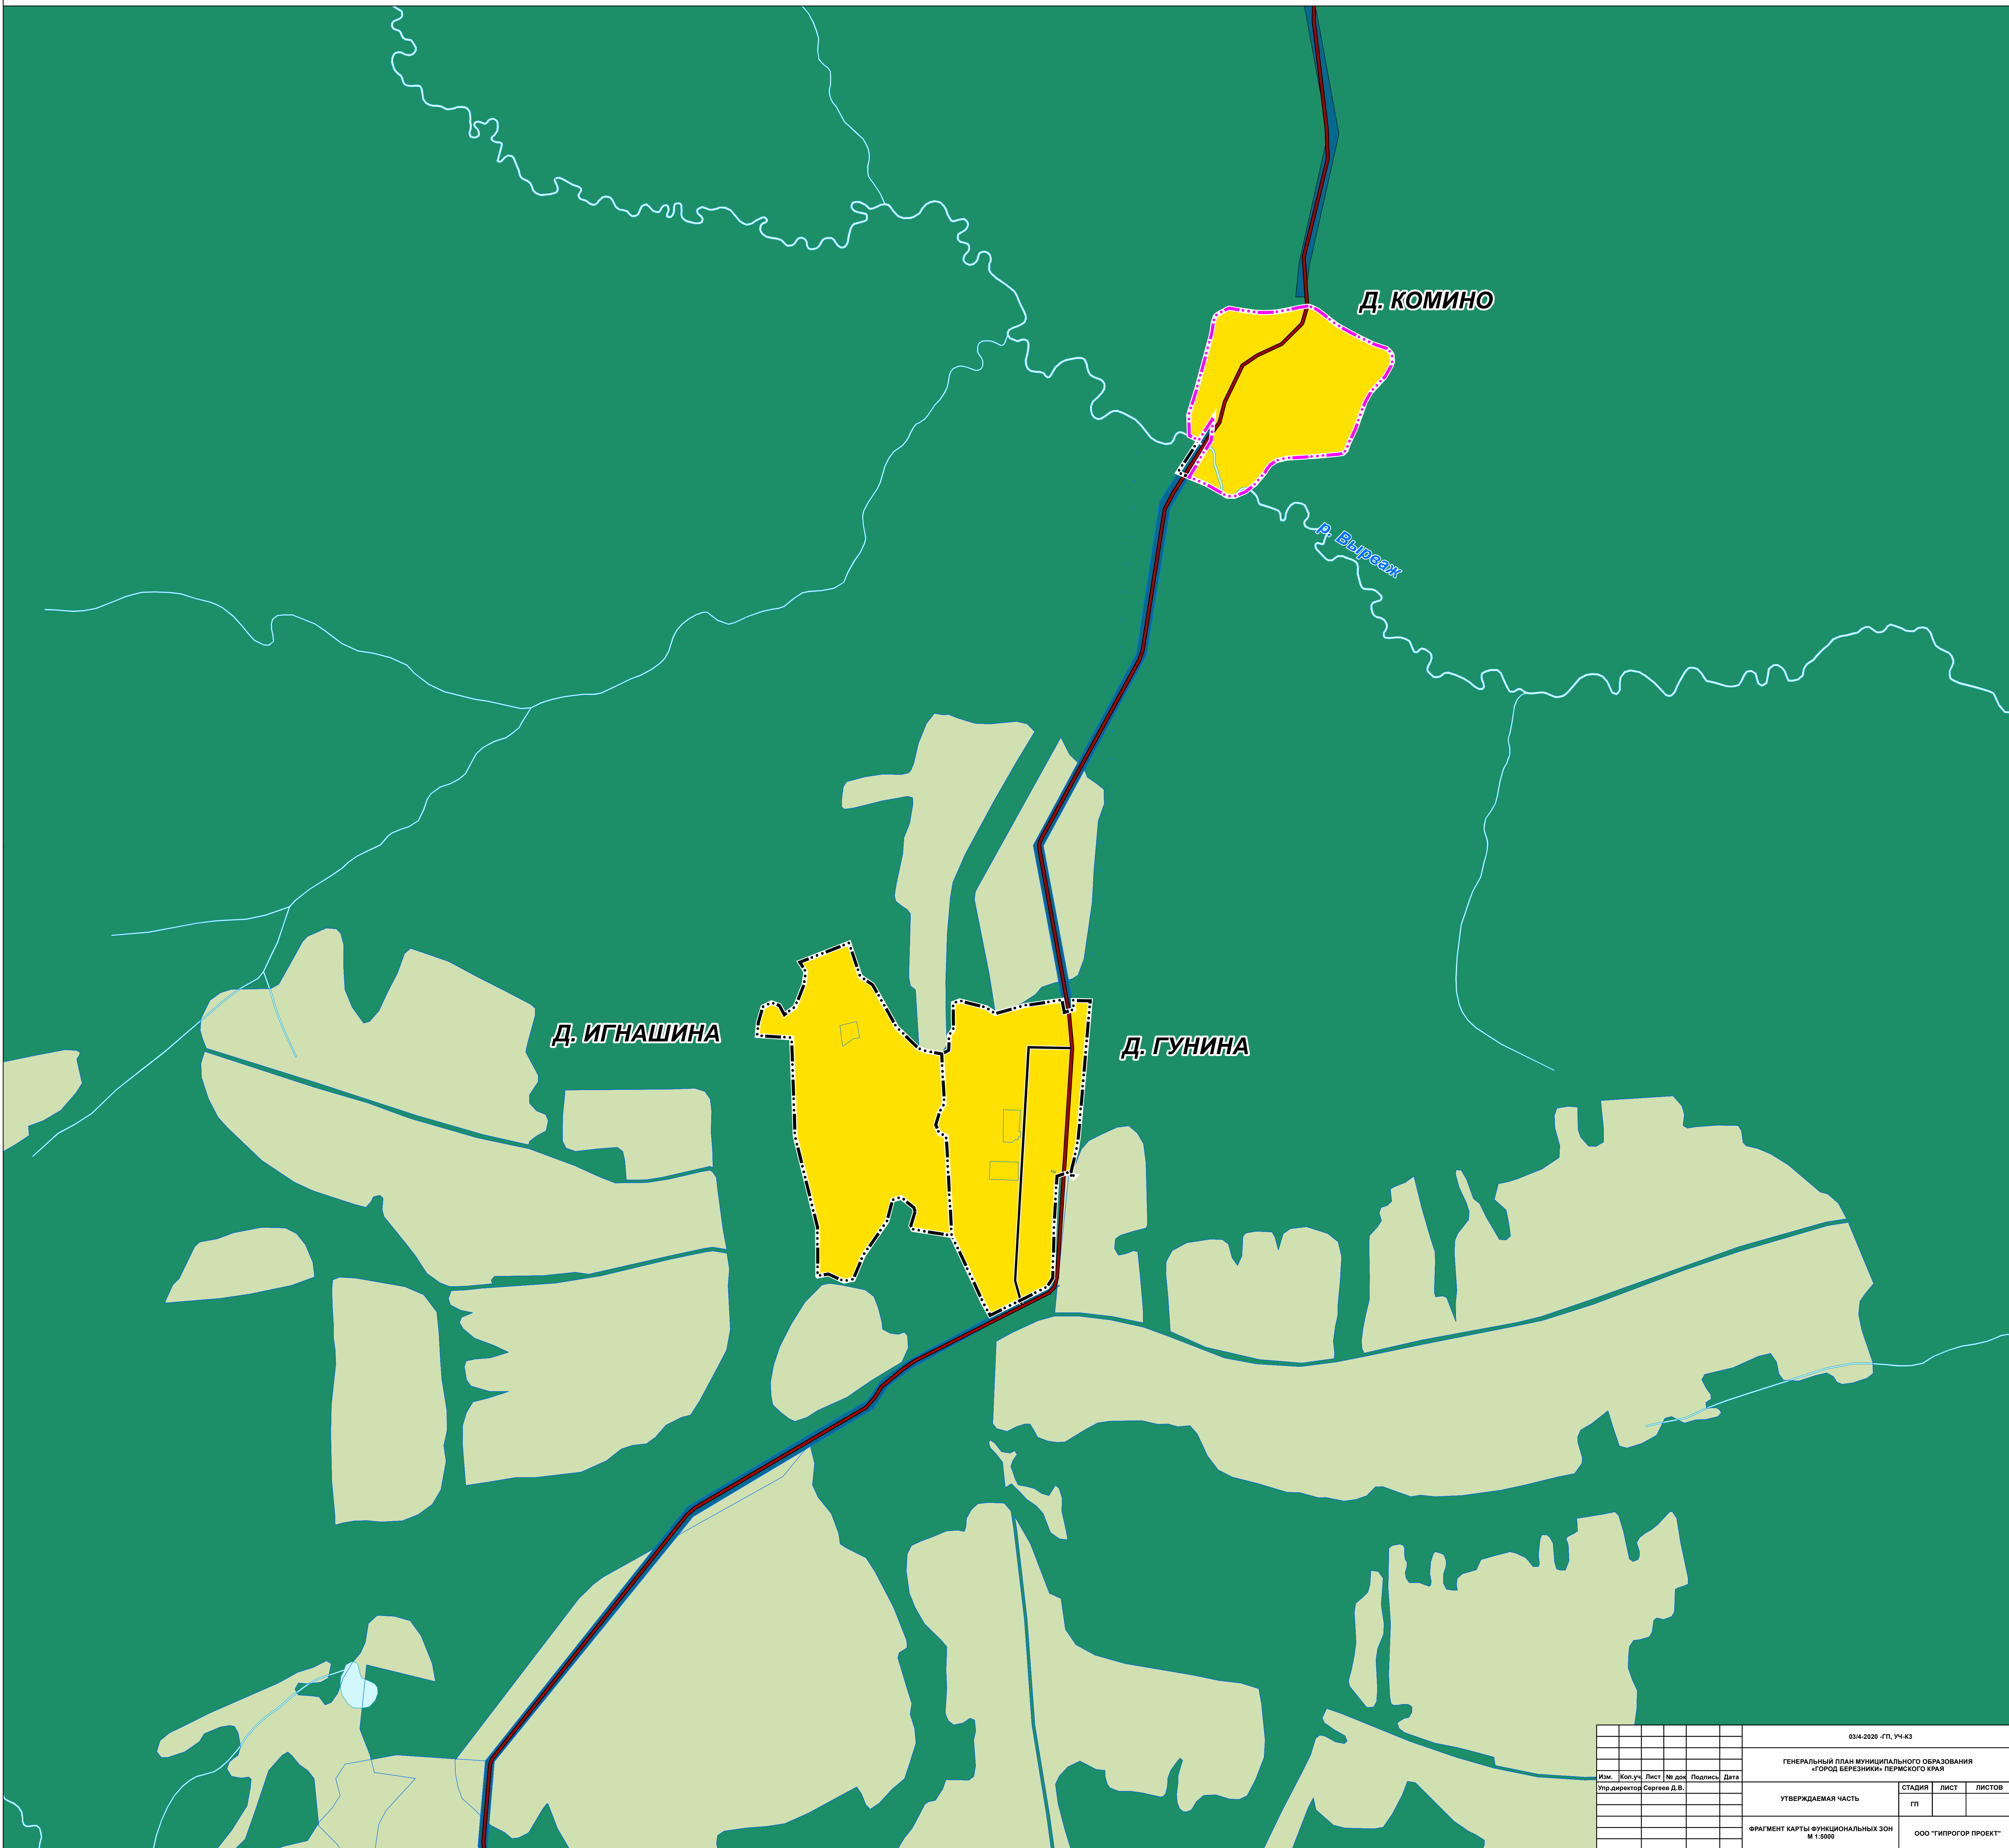 Д. КОМИНО
р. Вырваж
Д. ИГНАШИНА
Д. ГУНИНА
03/4-2020 -ГП, УЧ-КЗ
ГЕНЕРАЛЬНЫЙ ПЛАН МУНИЦИПАЛЬНОГО ОБРАЗОВАНИЯ
«ГОРОД БЕРЕЗНИКИ» ПЕРМСКОГО КРАЯ
Изм. Кол.уч Лист № док Подпись Дата
Упр.директор Сергеев Д.В.
УТВЕРЖДАЕМАЯ ЧАСТЬ
СТАДИЯ ЛИСТ ЛИСТОВ
ГП
ФРАГМЕНТ КАРТЫ ФУНКЦИОНАЛЬНЫХ ЗОН
М 1:5000
ООО "ГИПРОГОР ПРОЕКТ"